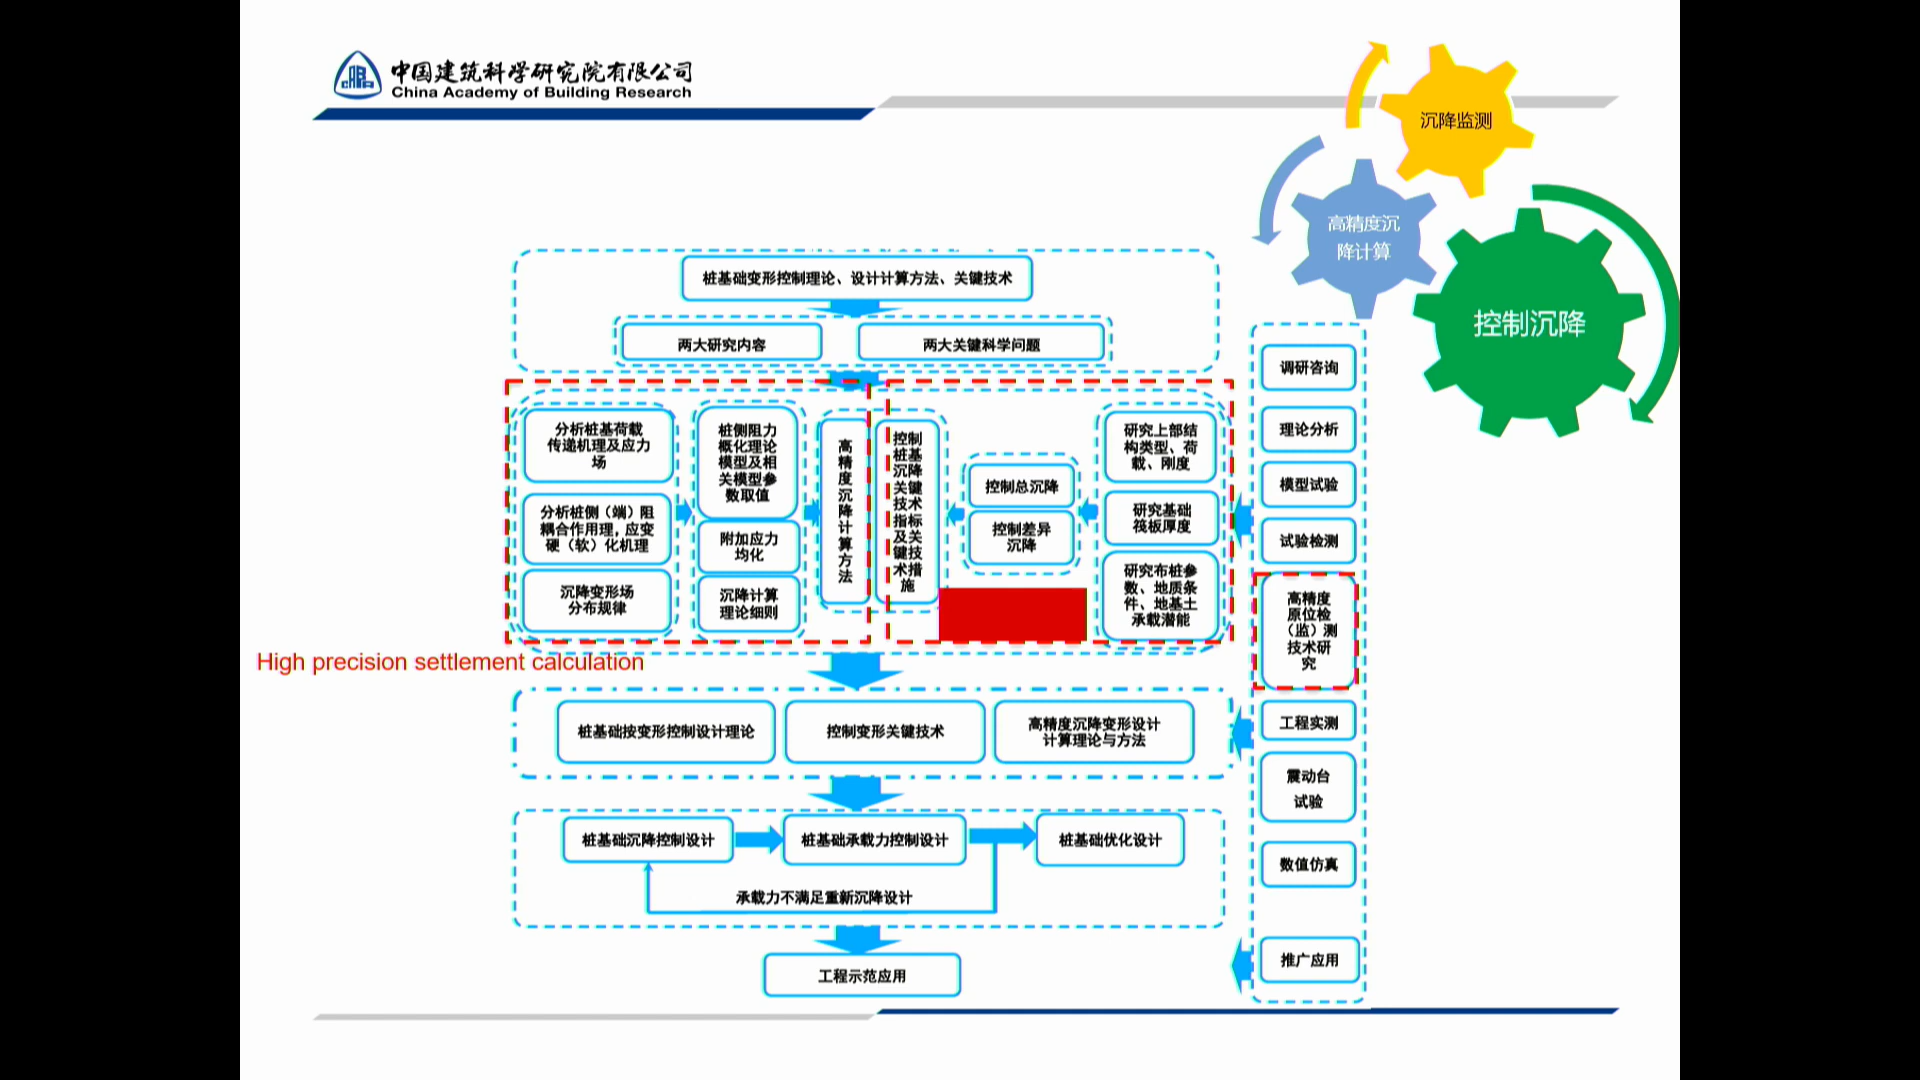 中国建筑科学研究院有限公司
China Academy of Building Research
沉降监测
高精度沉
降计算
控制沉降
桩基础变形控制理论、设计计算方法、关键技术
两大研究内容
两大关键科学问题
分析桩基荷载
传递机理及应力
场
分析桩侧（端）阻
耦合作用理，应变
硬（软）化机理
沉降变形场
分布规律
桩侧阻力
概化理论
模型及相
关模型参
数取值
附加应力
均化
沉降计算
理论细则
高
精
度
沉
降
计
算
方
法
控制
桩基
沉降
关键
技术
指标
及关
键技
术措
施
控制总沉降
控制差异
沉降
研究上部结
构类型、荷
载、刚度
研究基础
筏板厚度
研究布桩参
数、地质条
件、地基土
承载潜能
High precision settlement calculation
桩基础按变形控制设计理论
控制变形关键技术
高精度沉降变形设计
计算理论与方法
桩基础沉降控制设计
桩基础承载力控制设计
桩基础优化设计
承载力不满足重新沉降设计
工程示范应用
调研咨询
理论分析
模型试验
试验检测
高精度
原位检
（监）测
技术研
究
工程实测
震动台
试验
数值仿真
推广应用